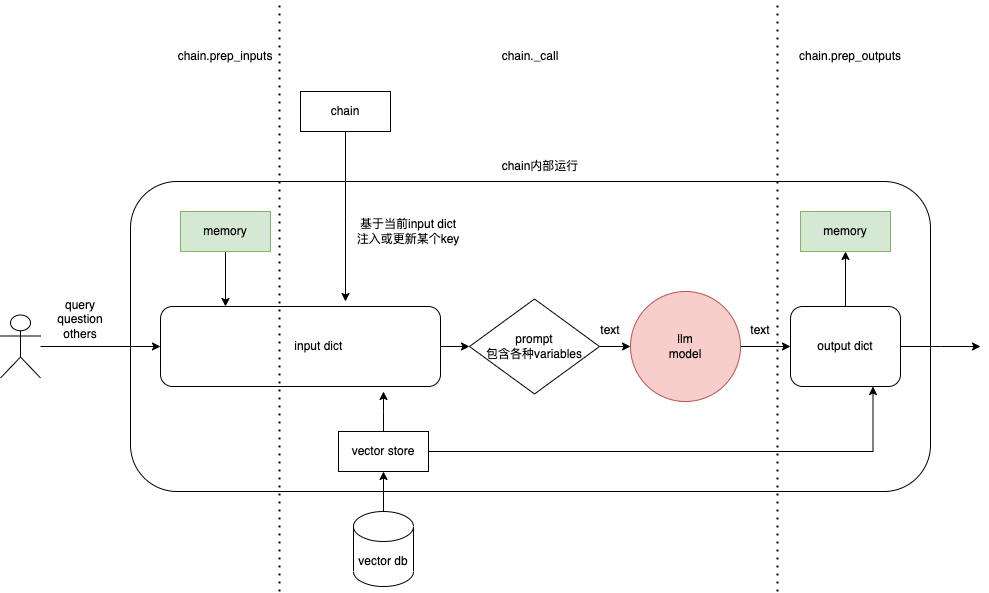 chain.prep_inputs
chain._call
chain.prep_outputs
chain
chain内部运行
memory
基于当前input dict
注入或更新某个key
memory
query
question
others
input dict
prompt
包含各种variables
text
llm
model
text
output dict
vector store
vector db